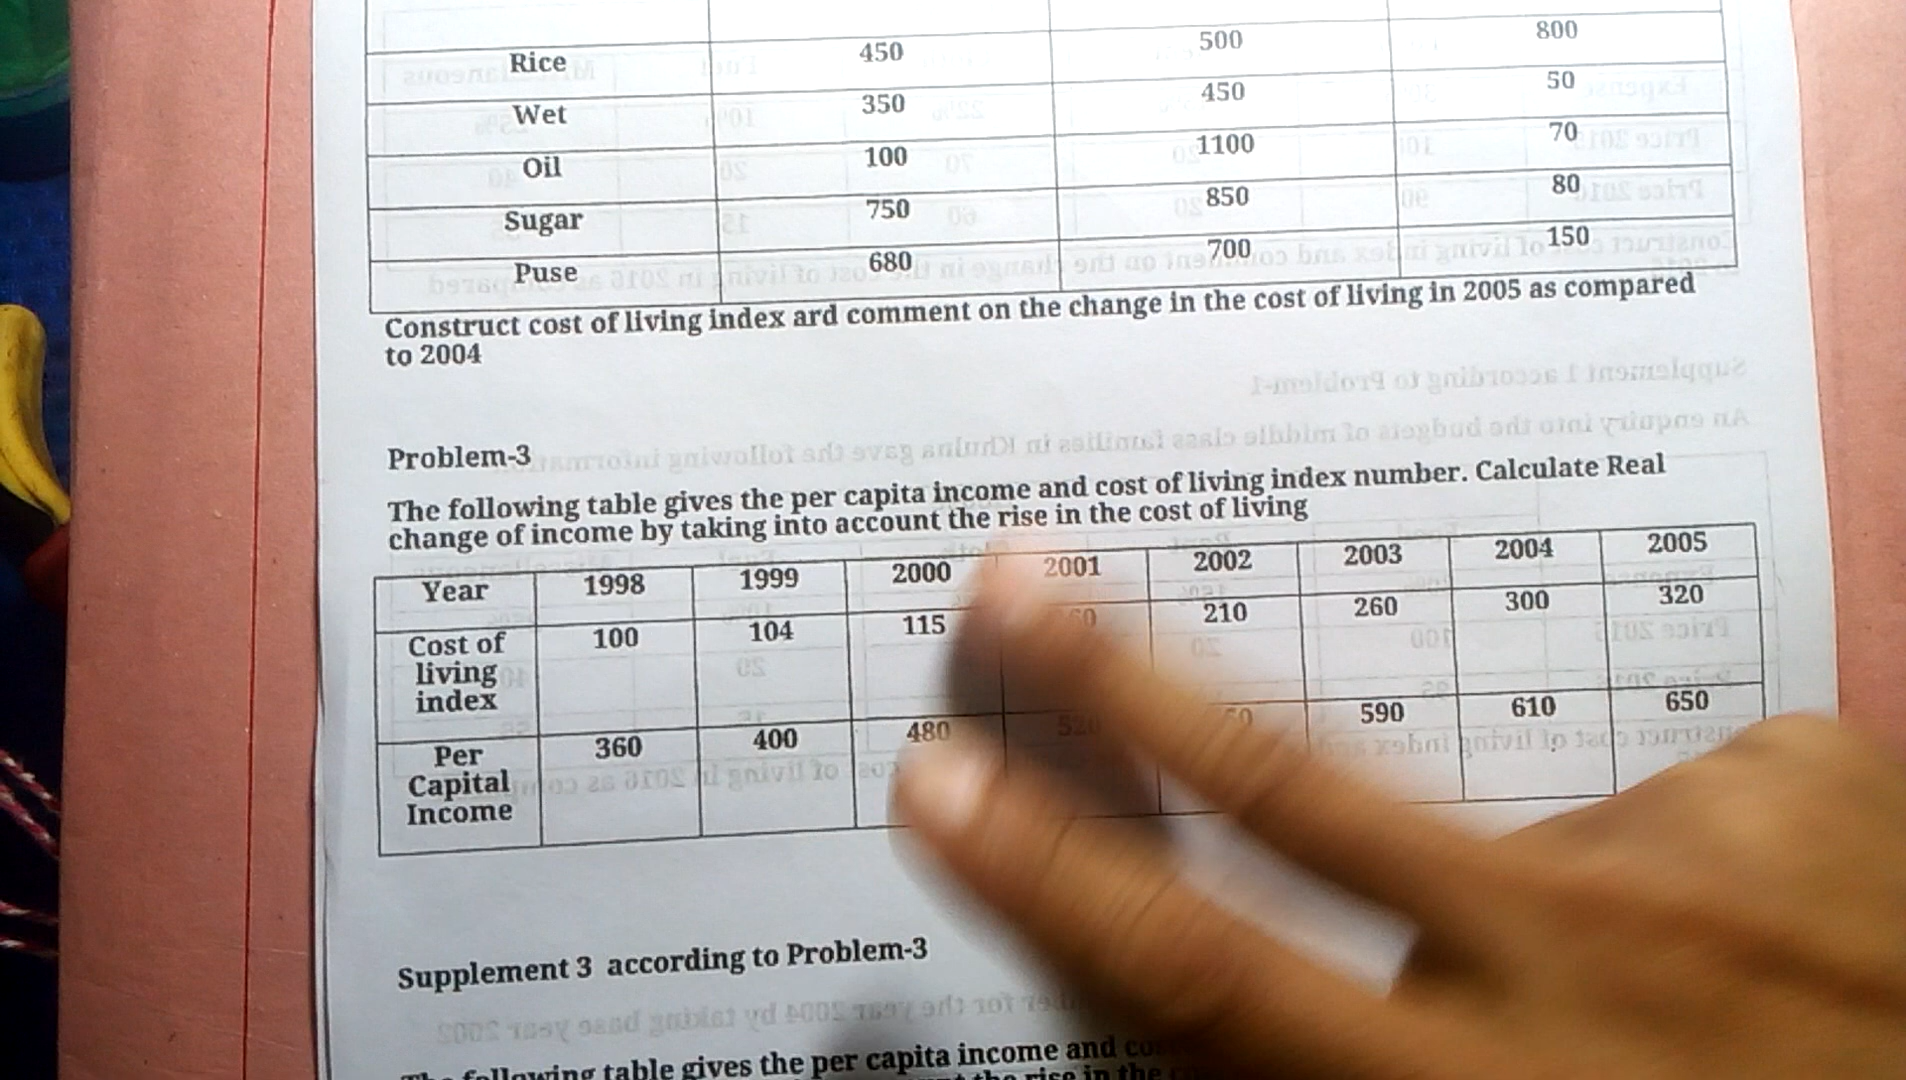 Rice 450 500 800
Wet 350 450 50
Oil 100 1100 70
Sugar 750 850 80
Puse 680 700 150
Construct cost of living index ard comment on the change in the cost of living in 2005 as compared
to 2004
Problem-3
The following table gives the per capita income and cost of living index number. Calculate Real
change of income by taking into account the rise in the cost of living
Year 1998 1999 2000 2001 2002 2003 2004 2005
Cost of living index 100 104 115 210 260 300 320
Per Capital Income 360 400 480 590 610 650
Supplement 3 according to Problem-3
following table gives the per capita income and
the rise in the